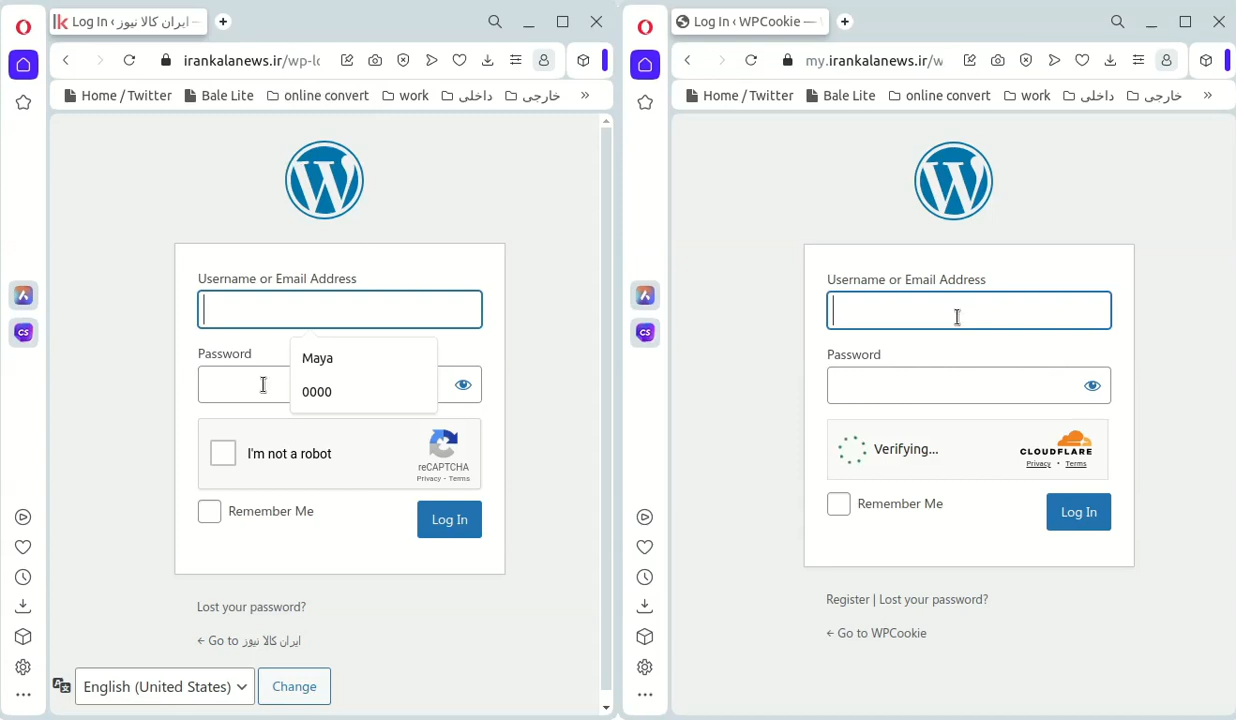 Log In ‹ ایران کالا نیوز —
irankalanews.ir/wp-lo
Home / Twitter
Bale Lite
online convert
work
داخلی
خارجی
»
Username or Email Address
Password
Maya
0000
I'm not a robot
reCAPTCHA
Privacy - Terms
Remember Me
Log In
Lost your password?
← Go to ایران کالا نیوز
English (United States)
Change
Log In ‹ WPCookie —
my.irankalanews.ir/w
Home / Twitter
Bale Lite
online convert
work
داخلی
خارجی
»
Username or Email Address
Password
Verifying...
CLOUDFLARE
Privacy • Terms
Remember Me
Log In
Register | Lost your password?
← Go to WPCookie